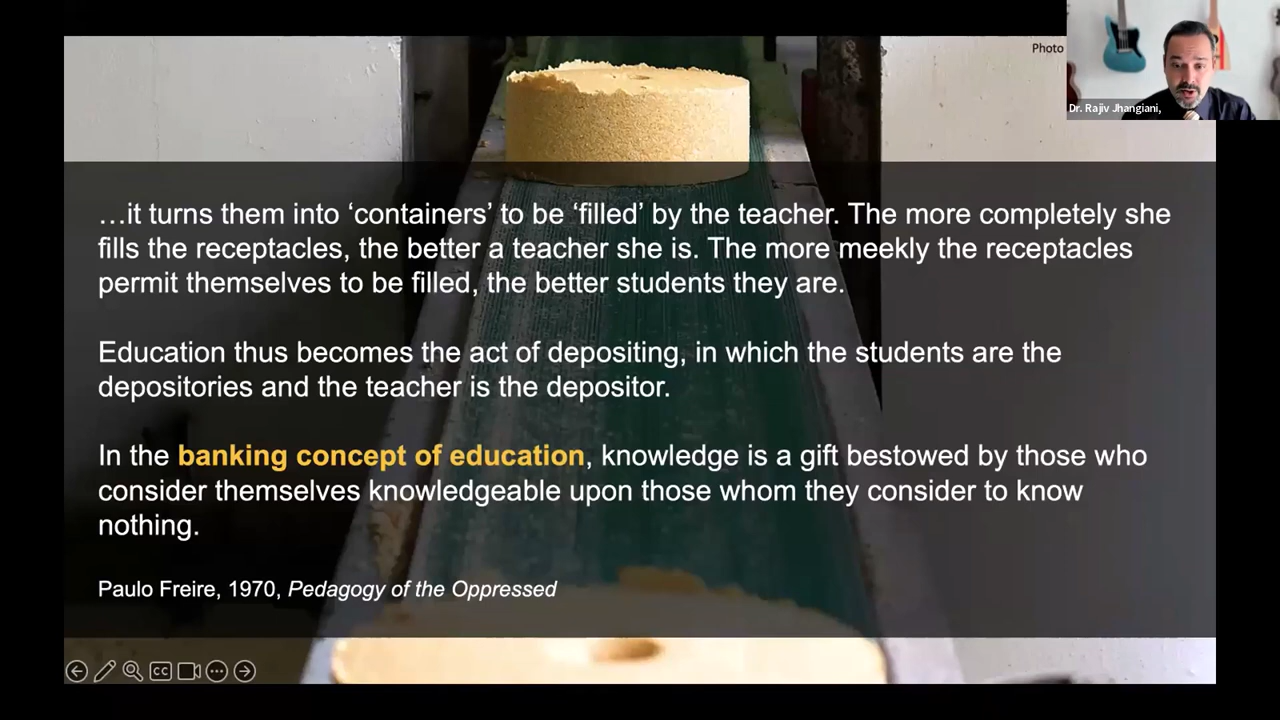 Photo
Dr. Rajiv Jhangiani,
…it turns them into ‘containers’ to be ‘filled’ by the teacher. The more completely she
fills the receptacles, the better a teacher she is. The more meekly the receptacles
permit themselves to be filled, the better students they are.
Education thus becomes the act of depositing, in which the students are the
depositories and the teacher is the depositor.
In the banking concept of education, knowledge is a gift bestowed by those who
consider themselves knowledgeable upon those whom they consider to know
nothing.
Paulo Freire, 1970, Pedagogy of the Oppressed
CC